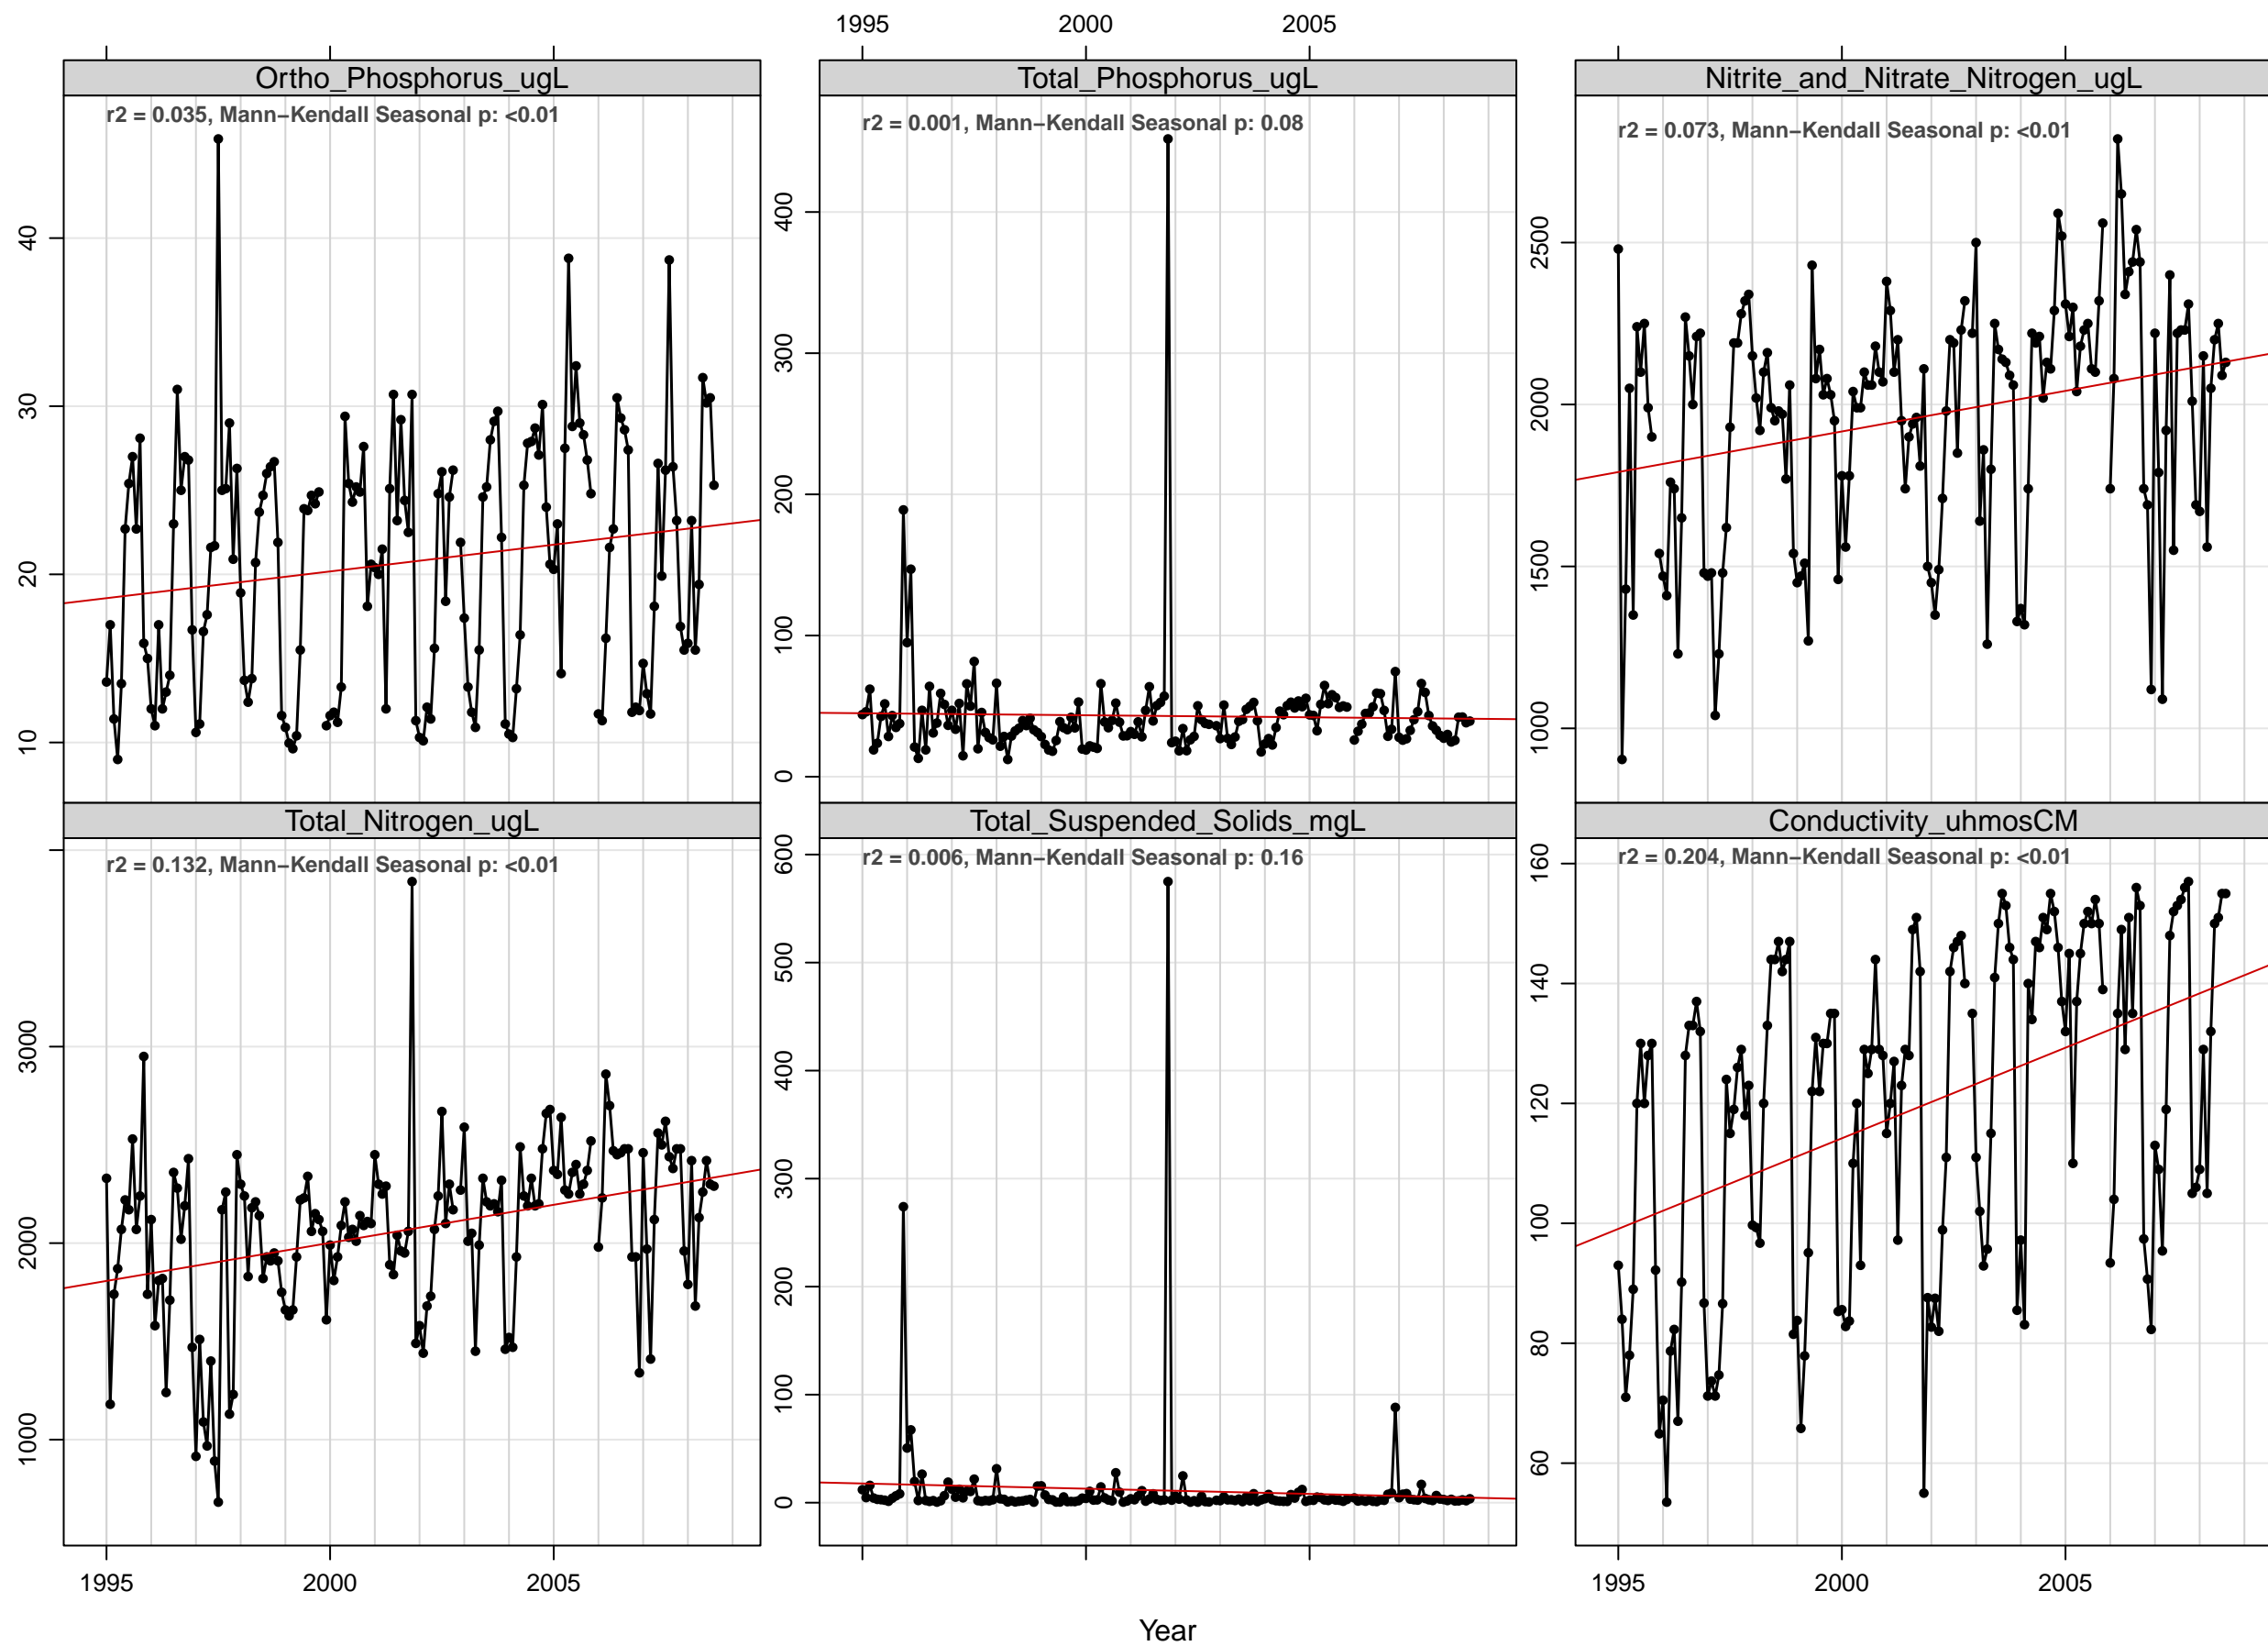 1995 2000 2005
Ortho_Phosphorus_ugL
Total_Phosphorus_ugL
Nitrite_and_Nitrate_Nitrogen_ugL
r2 = 0.035, Mann−Kendall Seasonal p: <0.01
r2 = 0.001, Mann−Kendall Seasonal p: 0.08
r2 = 0.073, Mann−Kendall Seasonal p: <0.01
40
30
20
10
400
300
200
100
0
2500
2000
1500
1000
Total_Nitrogen_ugL
Total_Suspended_Solids_mgL
Conductivity_uhmosCM
r2 = 0.132, Mann−Kendall Seasonal p: <0.01
r2 = 0.006, Mann−Kendall Seasonal p: 0.16
r2 = 0.204, Mann−Kendall Seasonal p: <0.01
3000
2000
1000
600
500
400
300
200
100
0
160
140
120
100
80
60
1995 2000 2005
1995 2000 2005
Year